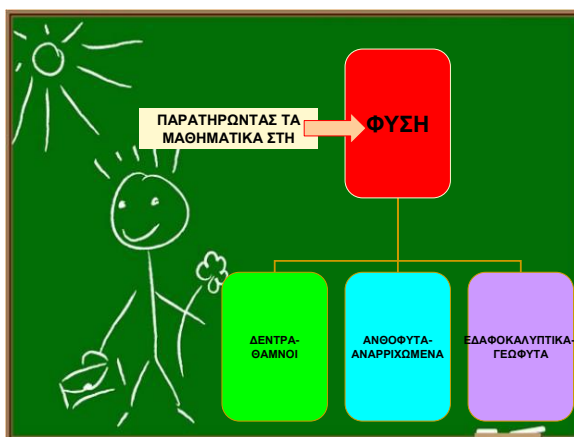 ΠΑΡΑΤΗΡΩΝΤΑΣ ΤΑ
ΜΑΘΗΜΑΤΙΚΑ ΣΤΗ
ΦΥΣΗ
ΔΕΝΤΡΑ-
ΘΑΜΝΟΙ
ΑΝΘΟΦΥΤΑ-
ΑΝΑΡΡΙΧΩΜΕΝΑ
ΕΔΑΦΟΚΑΛΥΠΤΙΚΑ-
ΓΕΩΦΥΤΑ